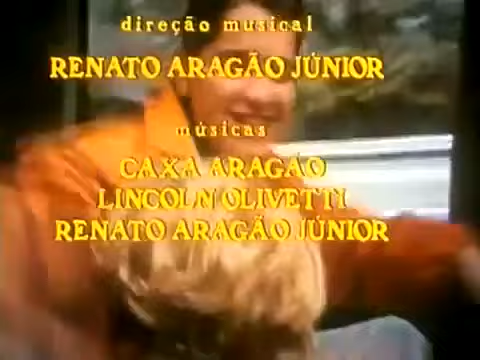 direção musical
RENATO ARAGÃO JÚNIOR
músicas
CAXA ARAGÃO
LINCOLN OLIVETTI
RENATO ARAGÃO JÚNIOR